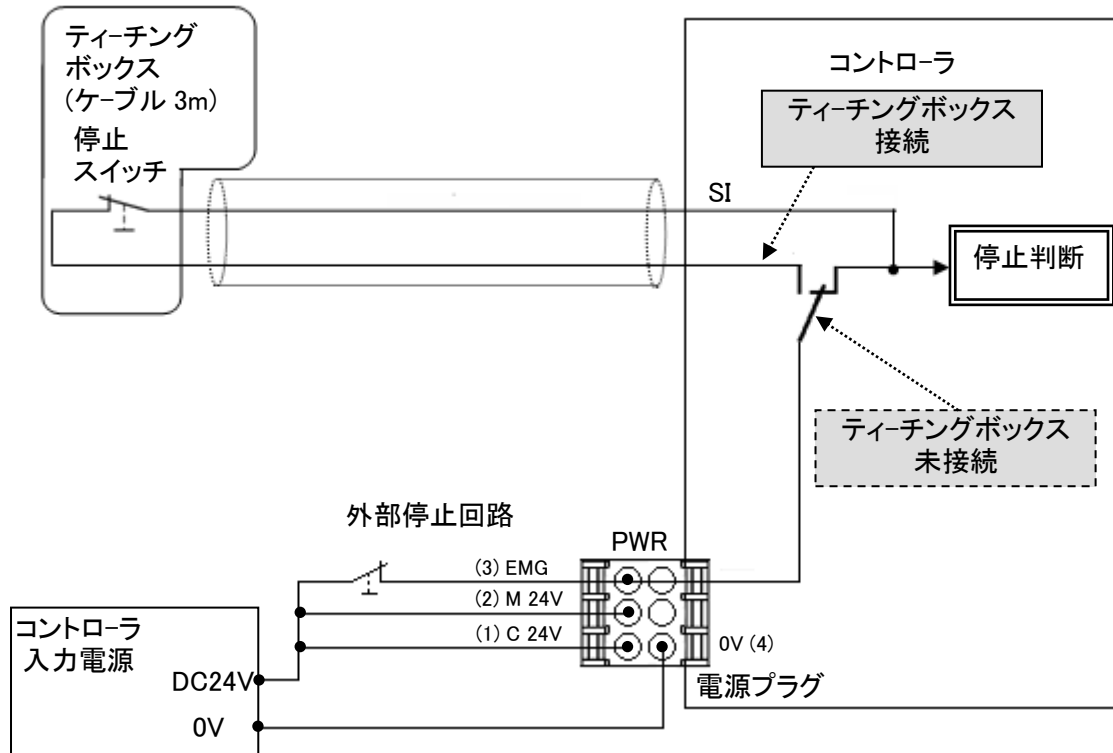 ティーチング
ボックス
(ケーブル 3m)
停止
スイッチ
コントローラ
ティーチングボックス
接続
SI
停止判断
ティーチングボックス
未接続
外部停止回路
PWR
(3) EMG
(2) M 24V
(1) C 24V
0V (4)
電源プラグ
コントローラ
入力電源
DC24V
0V